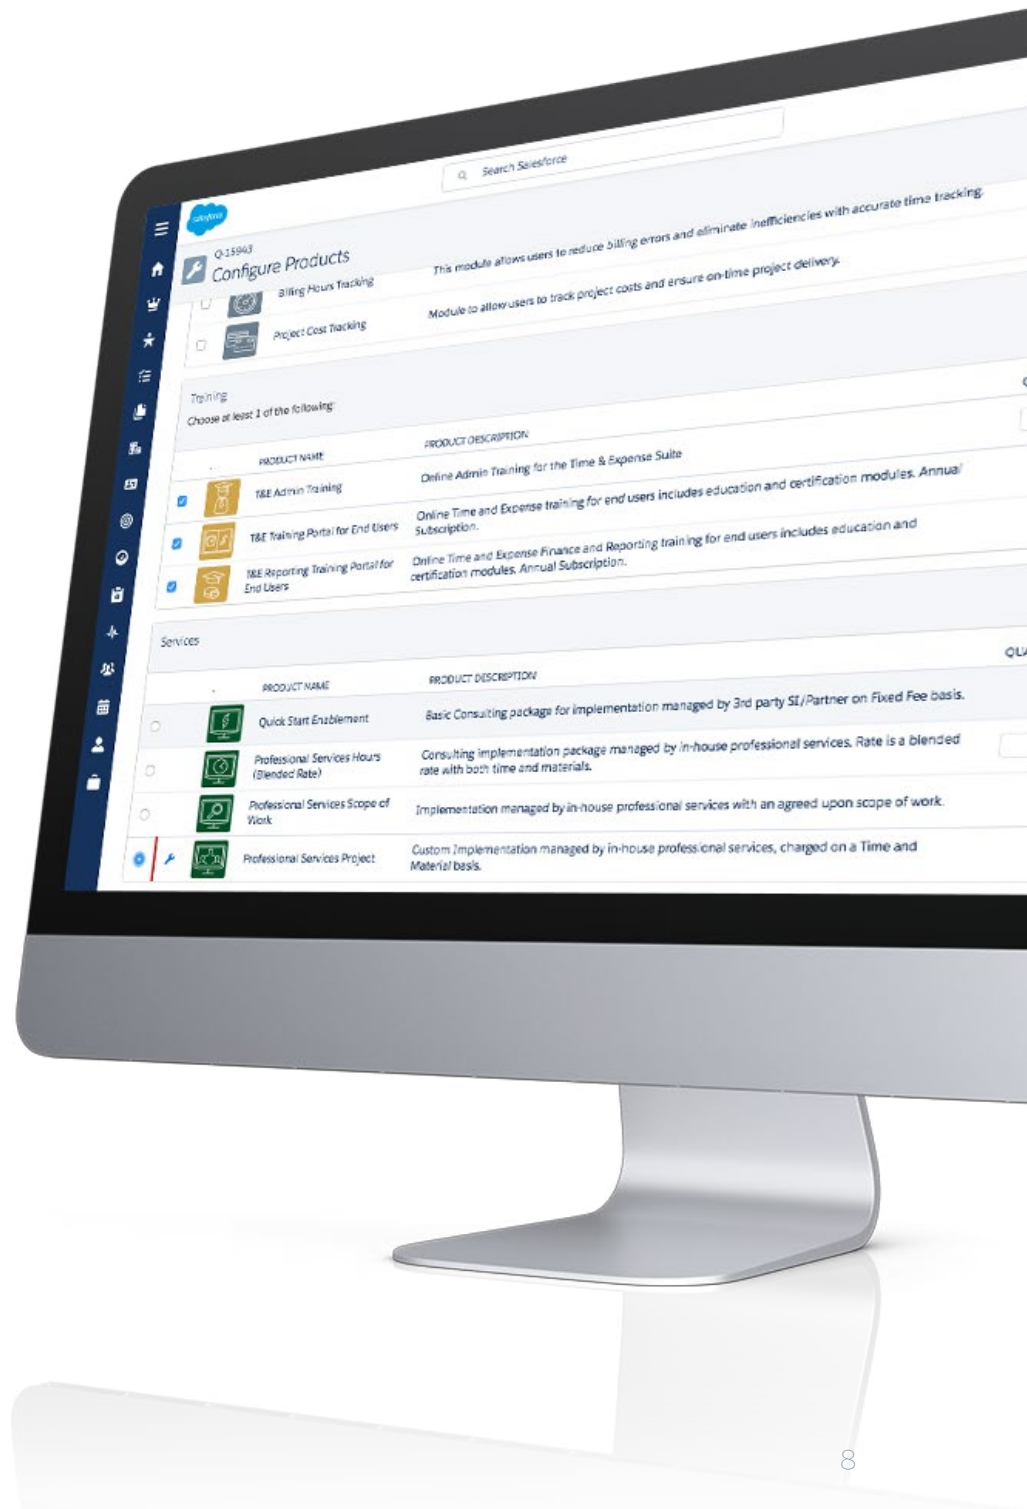 Search Salesforce
salesforce
Q-15943
Configure Products
Billing Hours Tracking
This module allows users to reduce billing errors and eliminate inefficiencies with accurate time tracking.
Project Cost Tracking
Module to allow users to track project costs and ensure on-time project delivery.
Training
Choose at least 1 of the following:
PRODUCT NAME
PRODUCT DESCRIPTION
T&E Admin Training
Online Admin Training for the Time & Expense Suite
T&E Training Portal for End Users
Online Time and Expense training for end users includes education and certification modules. Annual
Subscription.
T&E Reporting Training Portal for
End Users
Online Time and Expense Finance and Reporting training for end users includes education and
certification modules. Annual Subscription.
Services
PRODUCT NAME
PRODUCT DESCRIPTION
QUA
Quick Start Enablement
Basic Consulting package for implementation managed by 3rd party SI/Partner on Fixed Fee basis.
Professional Services Hours
(Blended Rate)
Consulting implementation package managed by in-house professional services. Rate is a blended
rate with both time and materials.
Professional Services Scope of
Work
Implementation managed by in-house professional services with an agreed upon scope of work.
Professional Services Project
Custom Implementation managed by in-house professional services, charged on a Time and
Material basis.
8